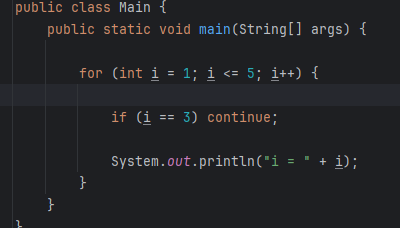 public class Main {
public static void main(String[] args) {
for (int i = 1; i <= 5; i++) {
if (i == 3) continue;
System.out.println("i = " + i);
}
}
}